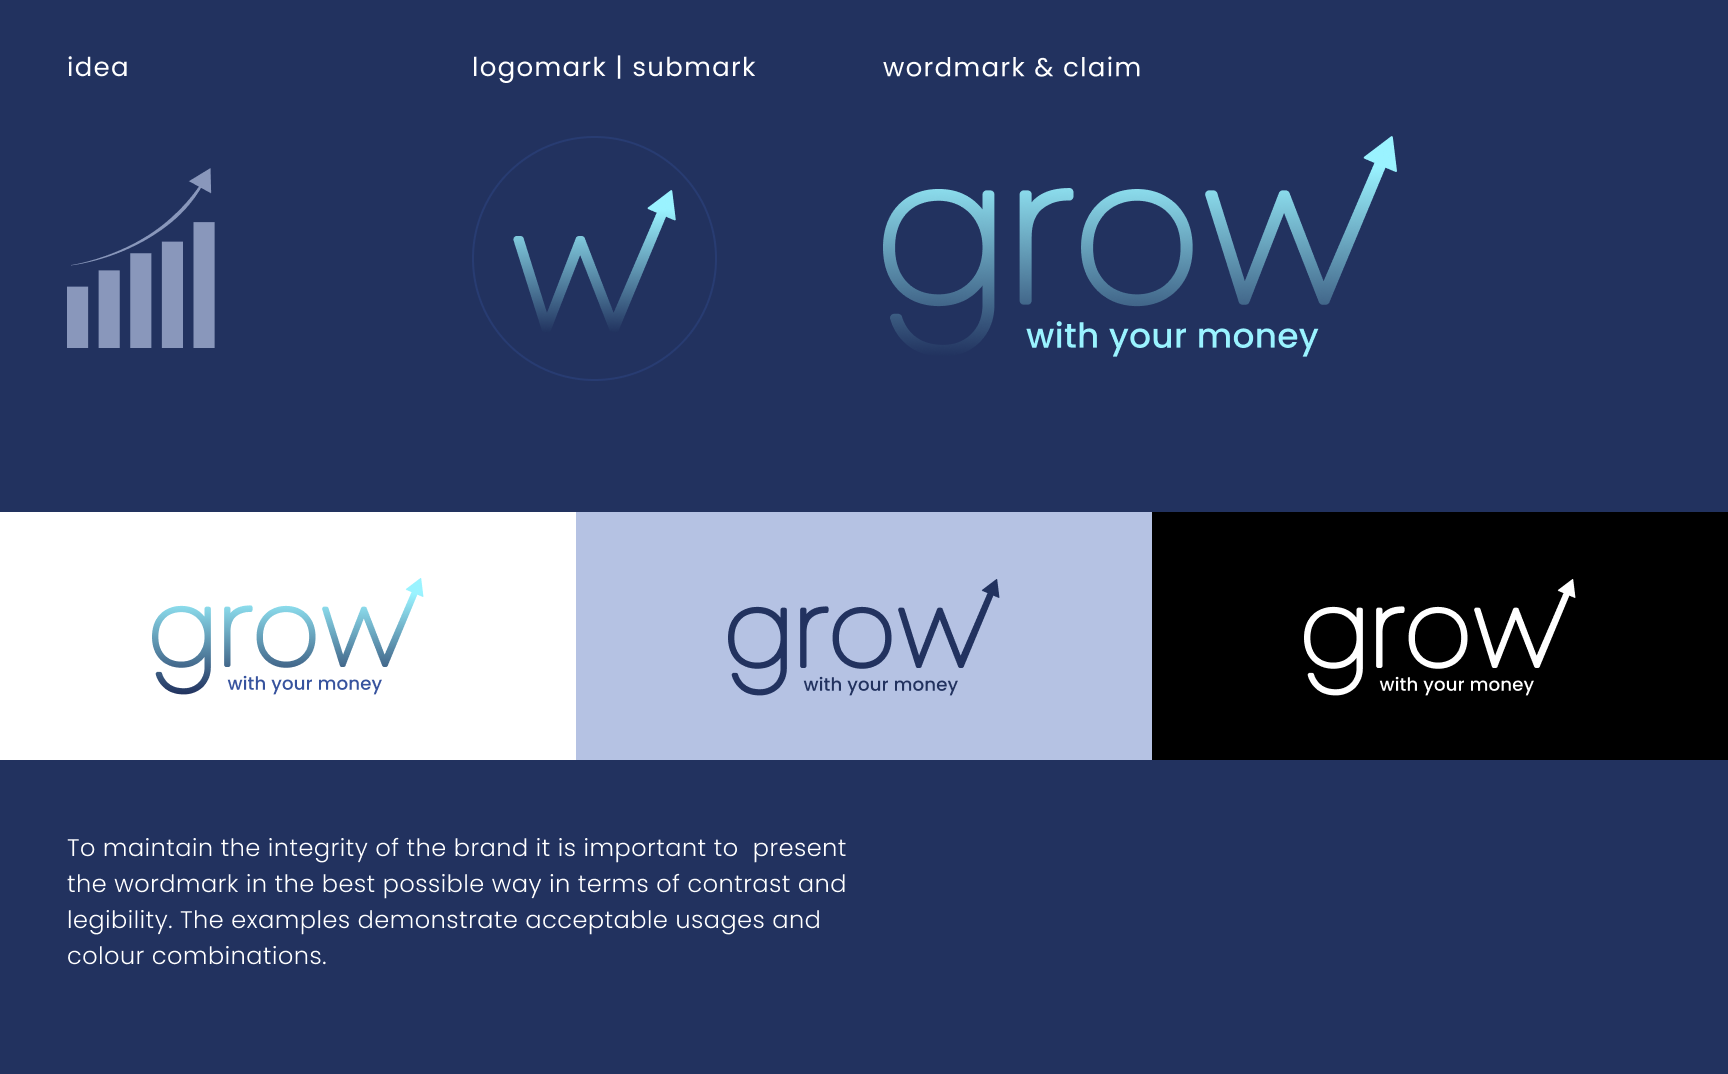 idea
logomark | submark
wordmark & claim
w
grow
with your money
grow
with your money
grow
with your money
grow
with your money
To maintain the integrity of the brand it is important to  present
the wordmark in the best possible way in terms of contrast and
legibility. The examples demonstrate acceptable usages and
colour combinations.